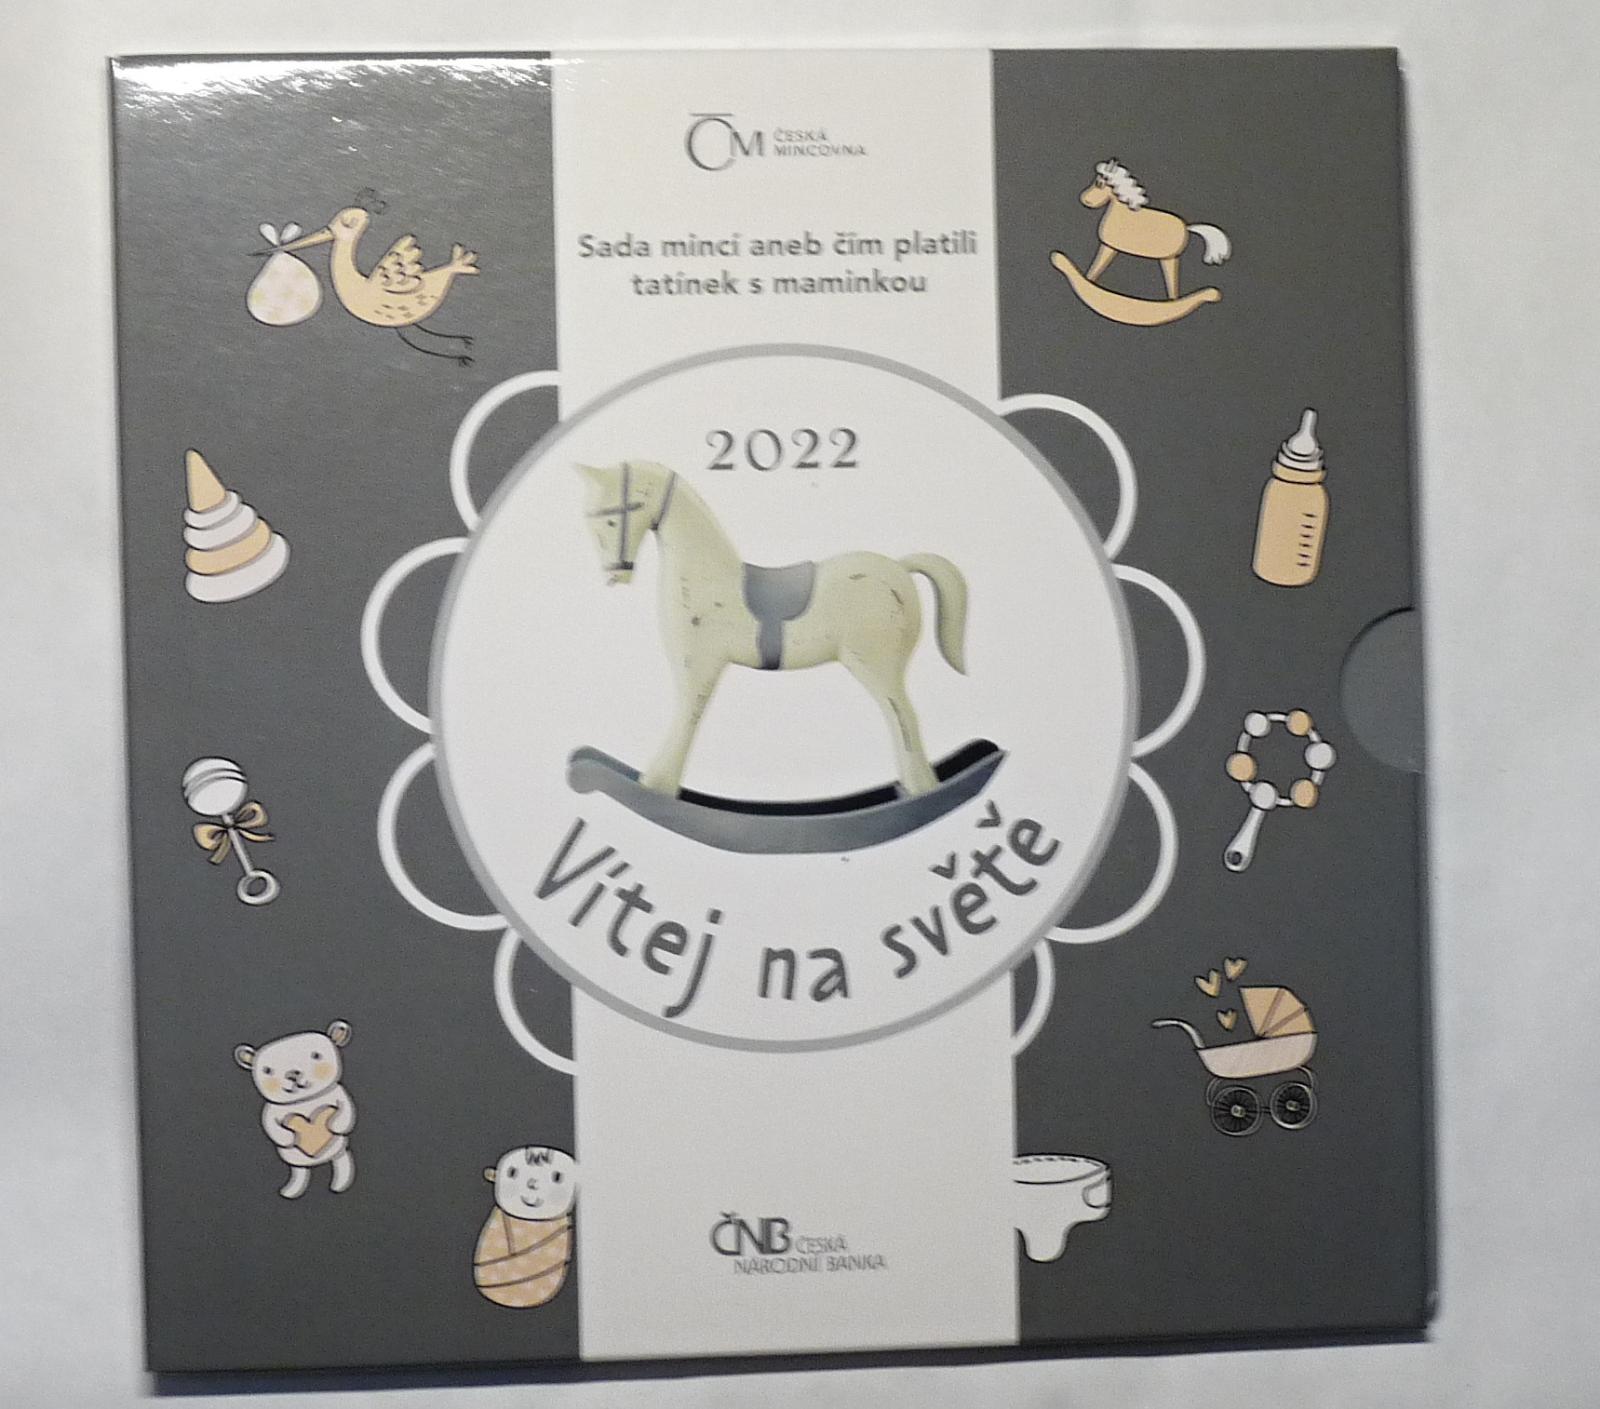 ČM ČESKÁ
MINCOVNA
Sada mincí aneb čím platili
tatínek s maminkou
2022
Vítej na světě
ČNB ČESKÁ
NÁRODNÍ BANKA